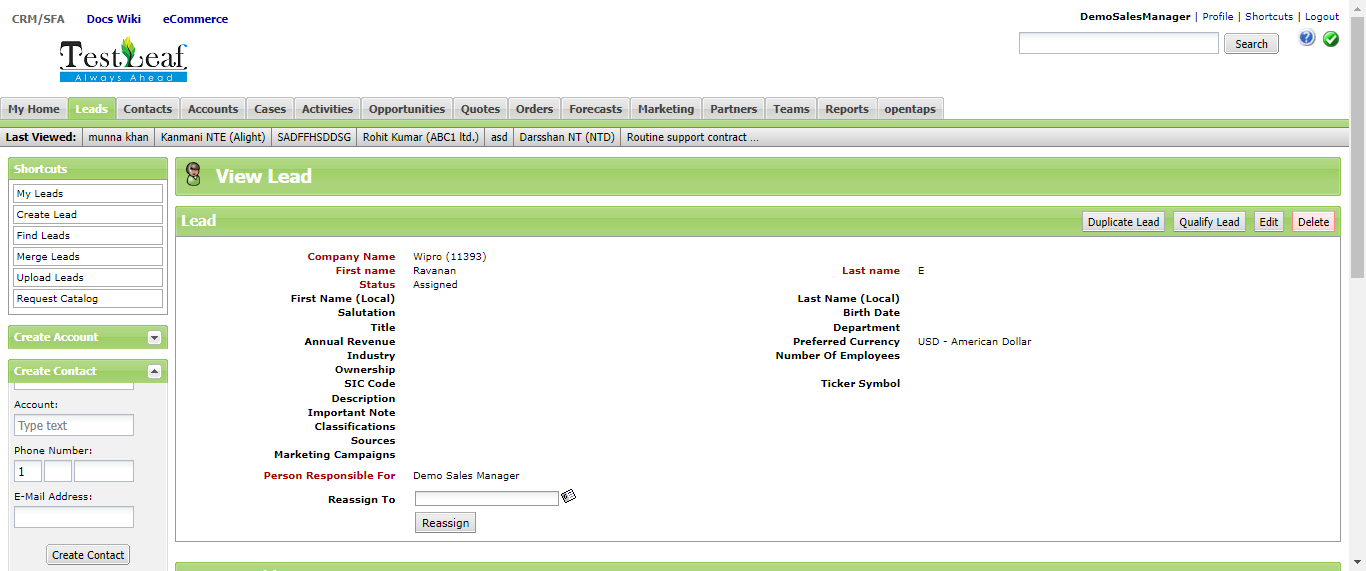 CRM/SFA Docs Wiki eCommerce
DemoSalesManager | Profile | Shortcuts | Logout
TestLeaf
Always Ahead
Search
My Home Leads Contacts Accounts Cases Activities Opportunities Quotes Orders Forecasts Marketing Partners Teams Reports opentaps
Last Viewed: munna khan Kanmani NTE (Alight) SADFFHSDDSG Rohit Kumar (ABC1 ltd.) asd Darsshan NT (NTD) Routine support contract ...
Shortcuts
My Leads
Create Lead
Find Leads
Merge Leads
Upload Leads
Request Catalog
Create Account
Create Contact
Account:
Type text
Phone Number:
1
E-Mail Address:
Create Contact
View Lead
Lead Duplicate Lead Qualify Lead Edit Delete
Company Name Wipro (11393)
First name Ravanan Last name E
Status Assigned
First Name (Local) Last Name (Local)
Salutation Birth Date
Title Department
Annual Revenue Preferred Currency USD - American Dollar
Industry Number Of Employees
Ownership
SIC Code Ticker Symbol
Description
Important Note
Classifications
Sources
Marketing Campaigns
Person Responsible For Demo Sales Manager
Reassign To
Reassign